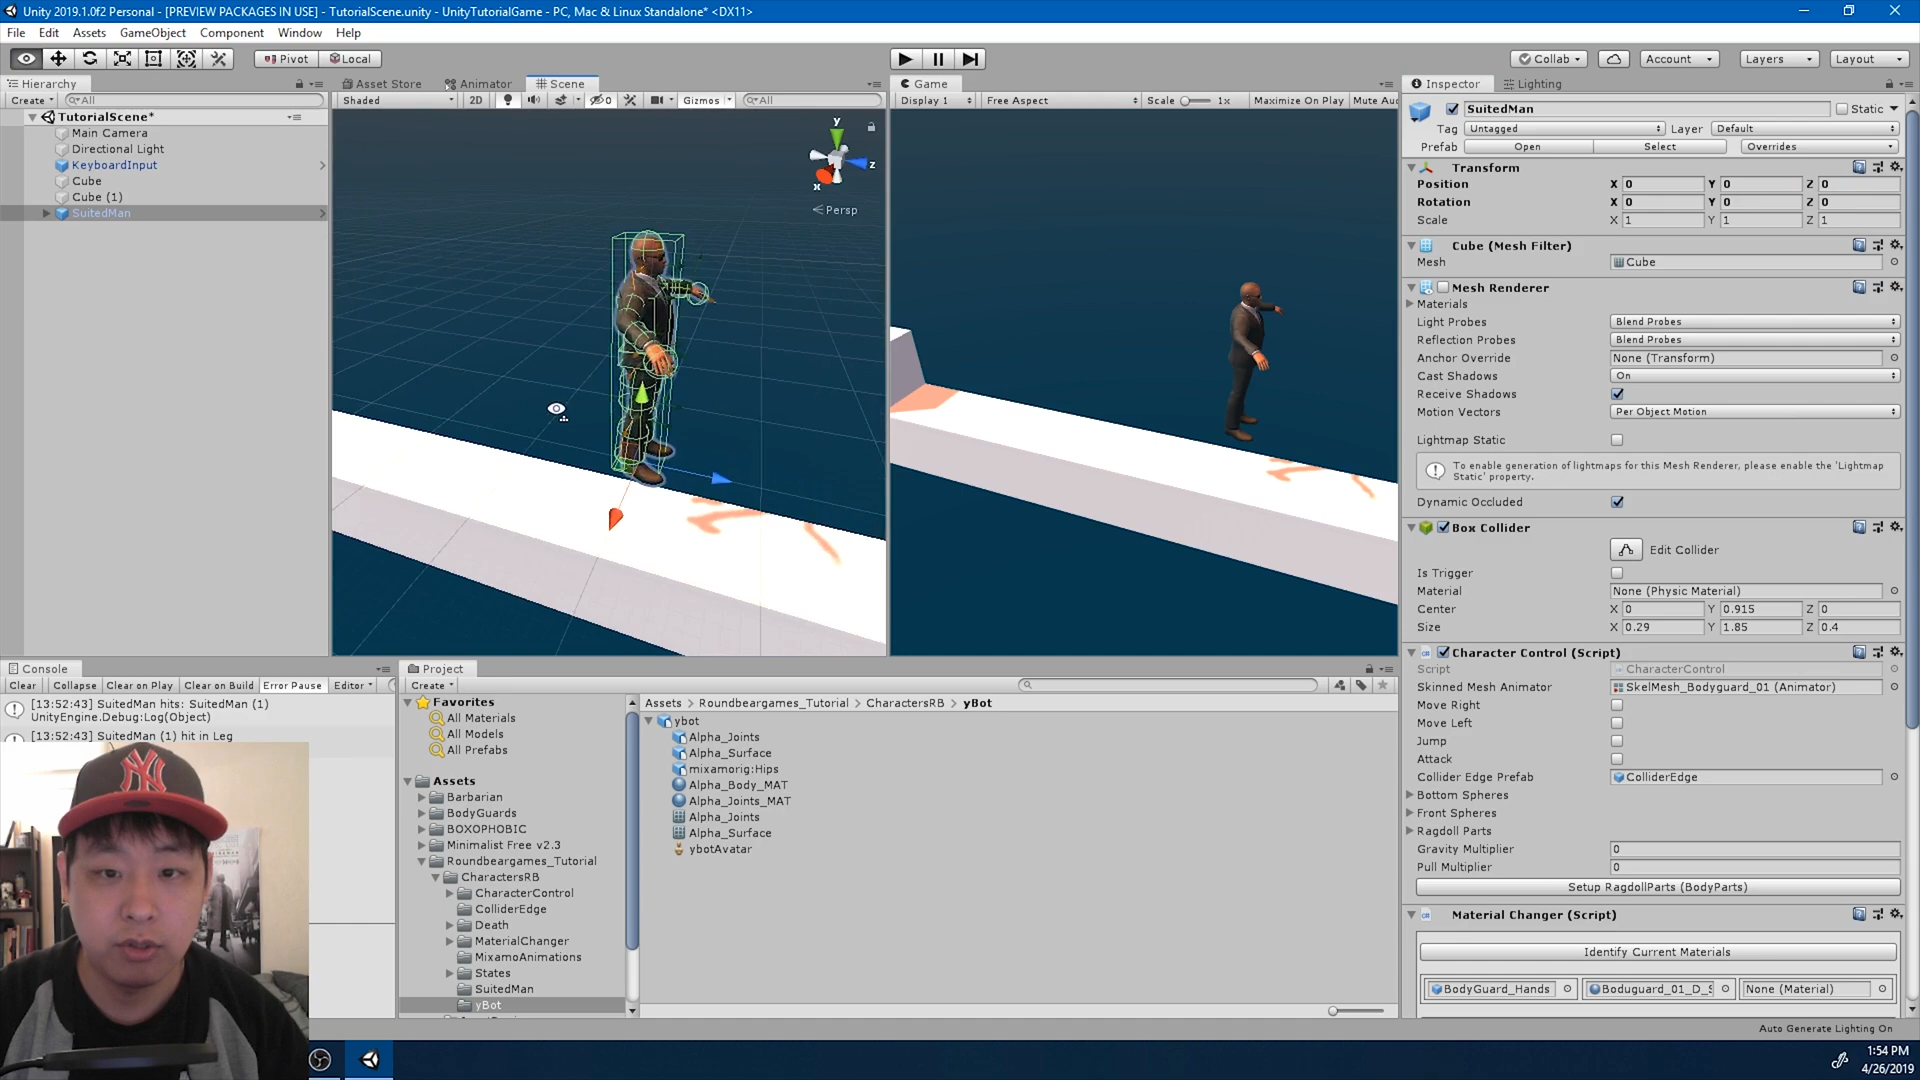 Unity 2019.1.0f2 Personal - [PREVIEW PACKAGES IN USE] - TutorialScene.unity - UnityTutorialGame - PC, Mac & Linux Standalone* <DX11>
File Edit Assets GameObject Component Window Help
Pivot Local Collab Account Layers Layout
Hierarchy
Create All
TutorialScene*
Main Camera
Directional Light
KeyboardInput
Cube
Cube (1)
SuitedMan
Asset Store Animator Scene
Shaded 2D 0 Gizmos All
y
z
x
Persp
Game
Display 1 Free Aspect Scale 1x Maximize On Play Mute Au
Inspector Lighting
SuitedMan Static
Tag Untagged Layer Default
Prefab Open Select Overrides
Transform
Position X 0 Y 0 Z 0
Rotation X 0 Y 0 Z 0
Scale X 1 Y 1 Z 1
Cube (Mesh Filter)
Mesh Cube
Mesh Renderer
Materials
Light Probes Blend Probes
Reflection Probes Blend Probes
Anchor Override None (Transform)
Cast Shadows On
Receive Shadows
Motion Vectors Per Object Motion
Lightmap Static
To enable generation of lightmaps for this Mesh Renderer, please enable the 'Lightmap
Static' property.
Dynamic Occluded
Box Collider
Edit Collider
Is Trigger
Material None (Physic Material)
Center X 0 Y 0.915 Z 0
Size X 0.29 Y 1.85 Z 0.4
Character Control (Script)
Script CharacterControl
Skinned Mesh Animator SkelMesh_Bodyguard_01 (Animator)
Move Right
Move Left
Jump
Attack
Collider Edge Prefab ColliderEdge
Bottom Spheres
Front Spheres
Ragdoll Parts
Gravity Multiplier 0
Pull Multiplier 0
Setup RagdollParts (BodyParts)
Material Changer (Script)
Identify Current Materials
BodyGuard_Hands Boduguard_01_D_S None (Material)
Auto Generate Lighting On
Console
Clear Collapse Clear on Play Clear on Build Error Pause Editor
[13:52:43] SuitedMan hits: SuitedMan (1)
UnityEngine.Debug:Log(Object)
[13:52:43] SuitedMan (1) hit in Leg
Project
Create
Favorites
All Materials
All Models
All Prefabs
Assets
Barbarian
BodyGuards
BOXOPHOBIC
Minimalist Free v2.3
Roundbeargames_Tutorial
CharactersRB
CharacterControl
ColliderEdge
Death
MaterialChanger
MixamoAnimations
States
SuitedMan
yBot
Assets > Roundbeargames_Tutorial > CharactersRB > yBot
ybot
Alpha_Joints
Alpha_Surface
mixamorig:Hips
Alpha_Body_MAT
Alpha_Joints_MAT
Alpha_Joints
Alpha_Surface
ybotAvatar
NY
1:54 PM
4/26/2019